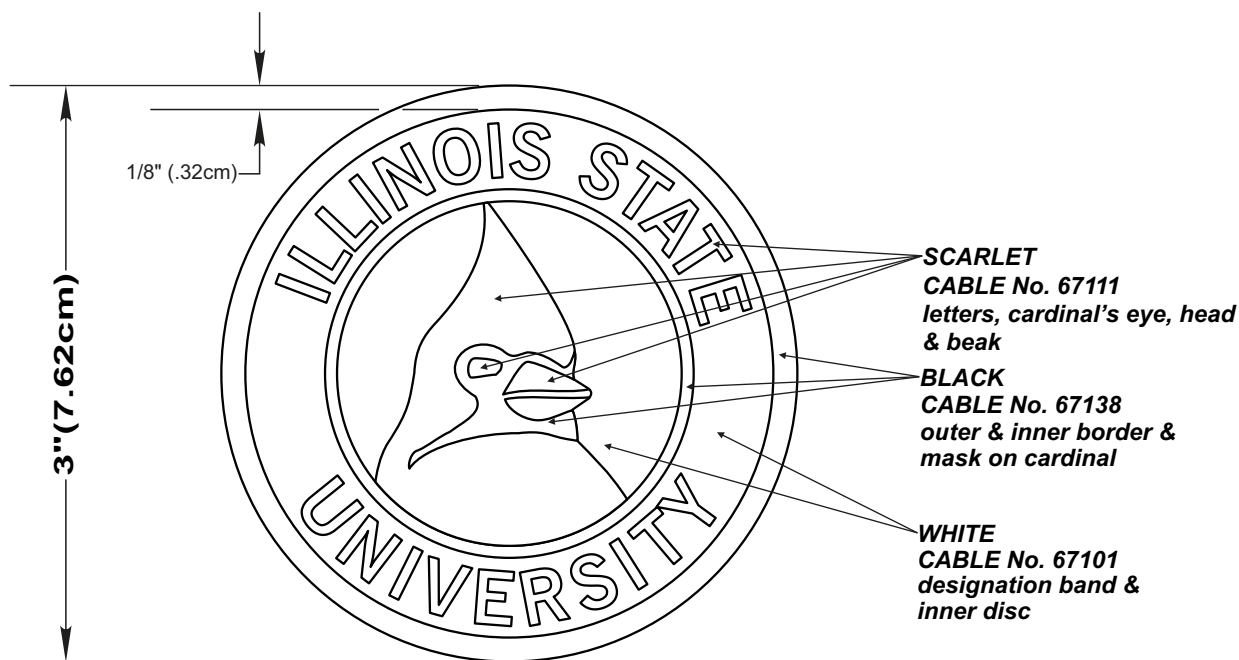 1/8" (.32cm)
3"(7.62cm)
ILLINOIS STATE
UNIVERSITY
SCARLET
CABLE No. 67111
letters, cardinal's eye, head
& beak
BLACK
CABLE No. 67138
outer & inner border &
mask on cardinal
WHITE
CABLE No. 67101
designation band &
inner disc